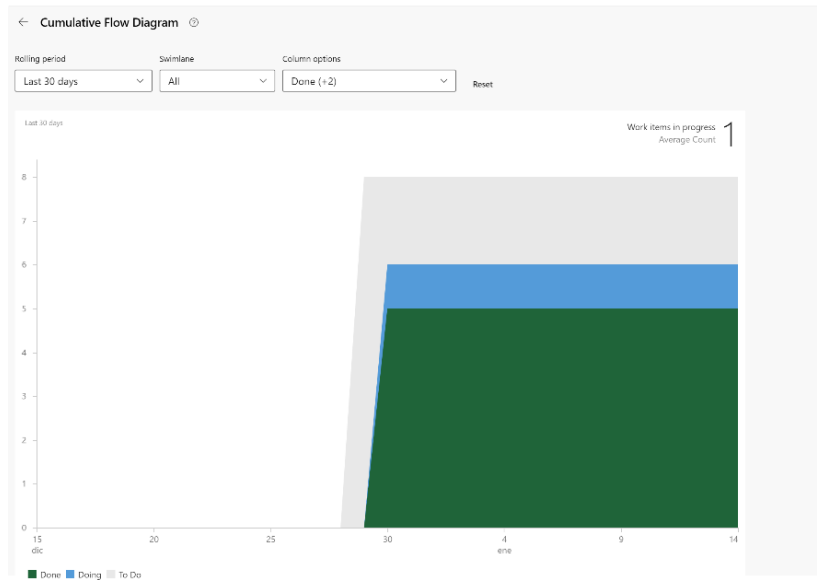 ← Cumulative Flow Diagram ?
Rolling period Swimlane Column options
Last 30 days All Done (+2) Reset
Last 30 days
Work items in progress 1
Average Count
8
7
6
5
4
3
2
1
0
15 20 25 30 4 9 14
dic ene
Done Doing To Do